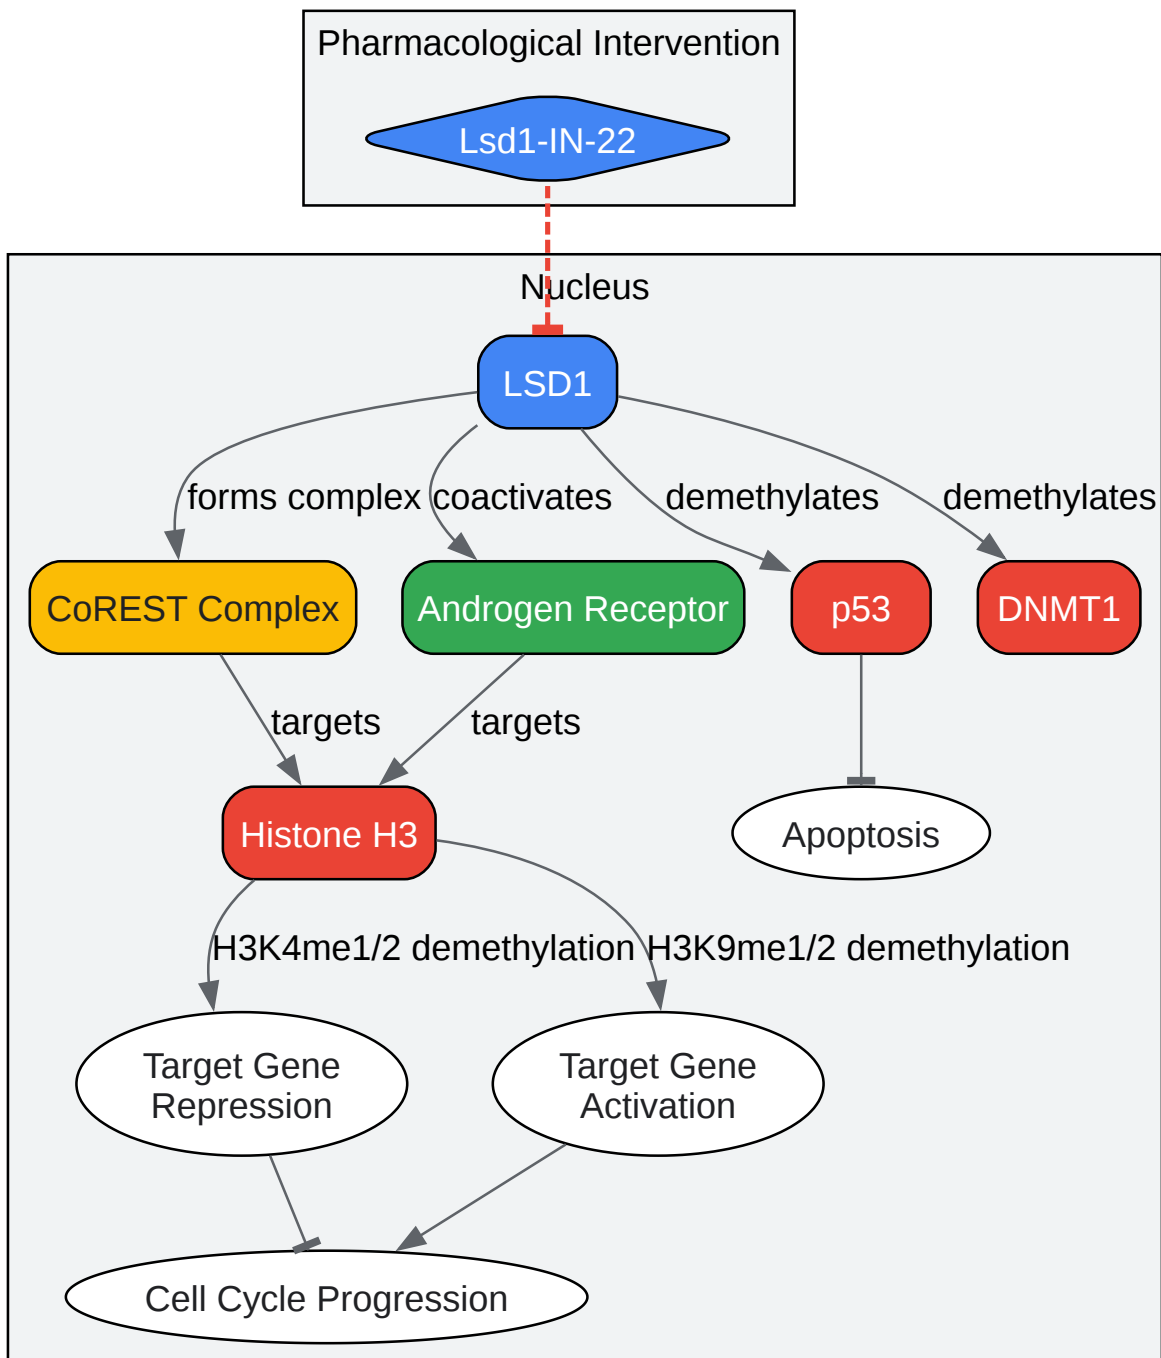 Pharmacological Intervention
Lsd1-IN-22
Nucleus
LSD1
forms complex
coactivates
demethylates
demethylates
CoREST Complex
Androgen Receptor
p53
DNMT1
targets
targets
Histone H3
Apoptosis
H3K4me1/2 demethylation
H3K9me1/2 demethylation
Target Gene
Repression
Target Gene
Activation
Cell Cycle Progression